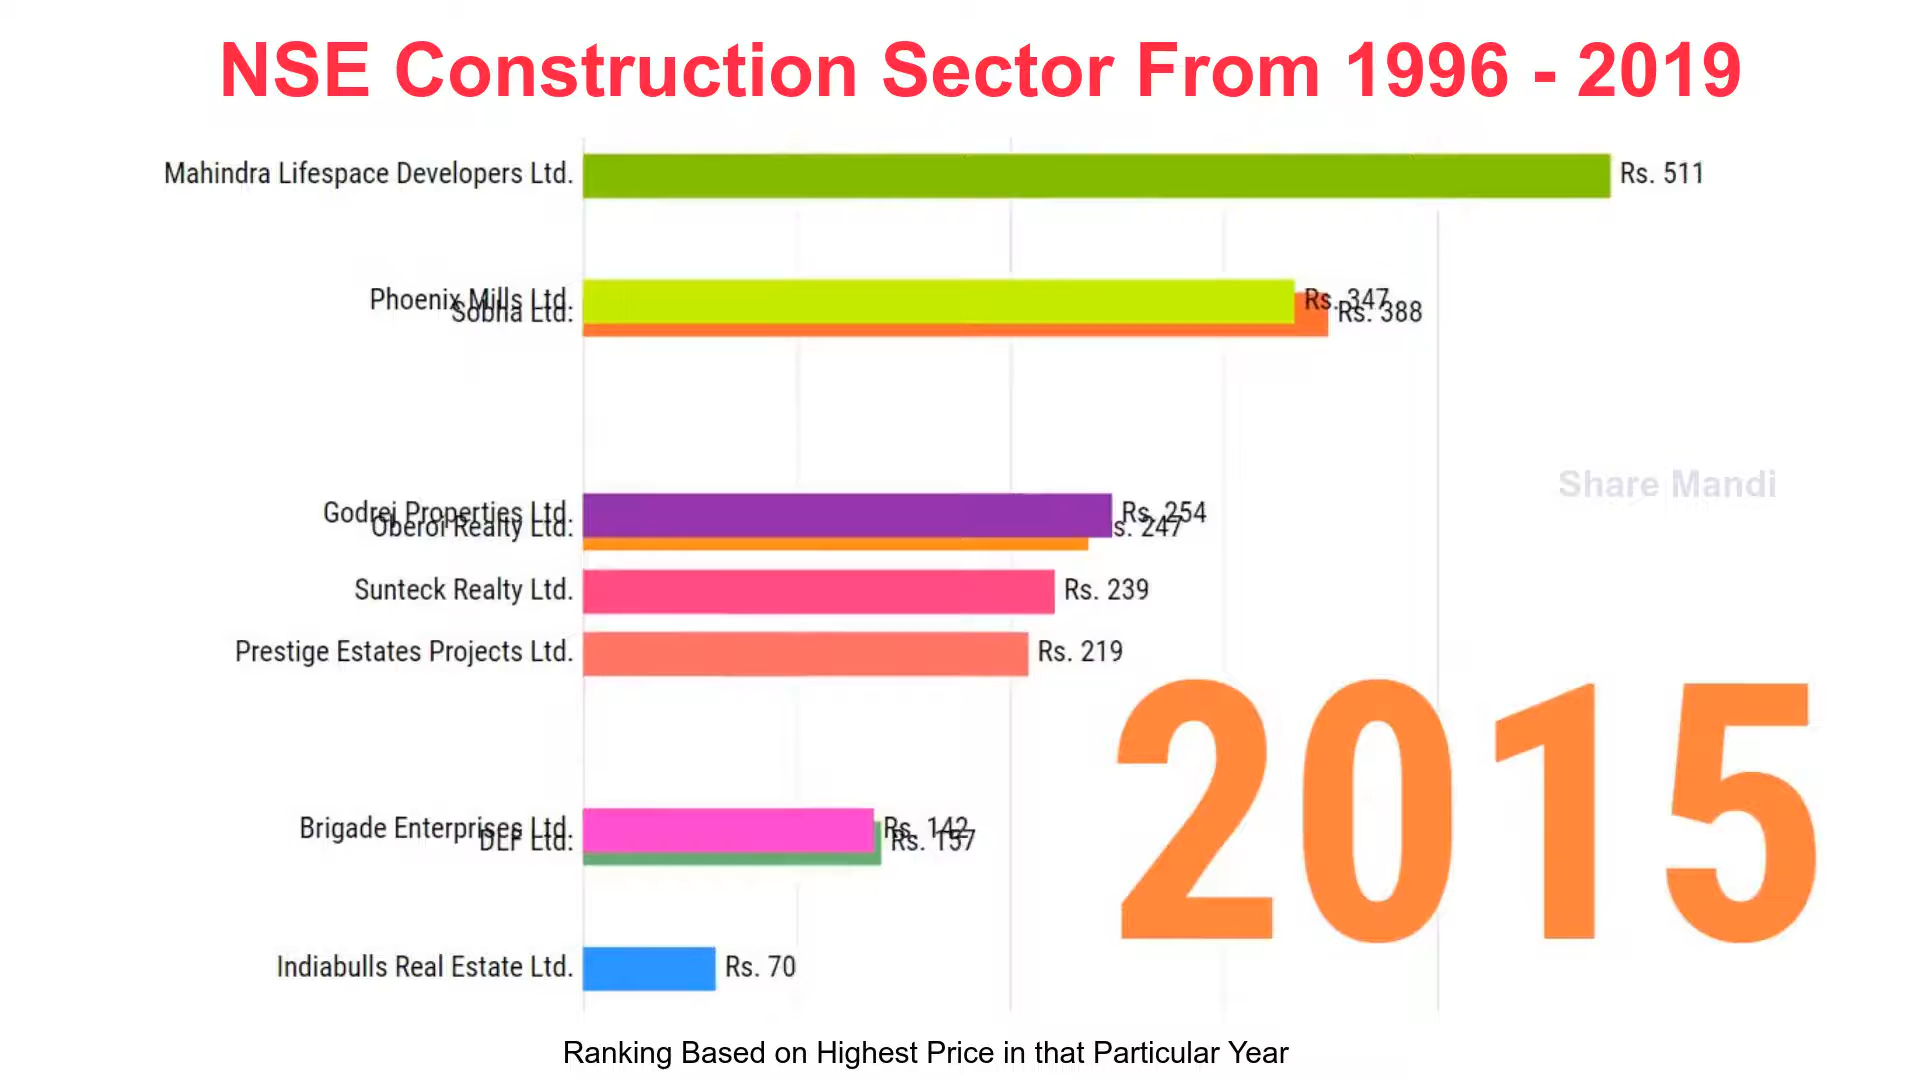 NSE Construction Sector From 1996 - 2019
Mahindra Lifespace Developers Ltd. Rs. 511
Phoenix Mills Ltd. Rs. 347
Sobha Ltd. Rs. 388
Share Mandi
Godrej Properties Ltd. Rs. 254
Oberoi Realty Ltd. s. 247
Sunteck Realty Ltd. Rs. 239
Prestige Estates Projects Ltd. Rs. 219
2015
Brigade Enterprises Ltd. Rs. 142
DLF Ltd. Rs. 157
Indiabulls Real Estate Ltd. Rs. 70
Ranking Based on Highest Price in that Particular Year